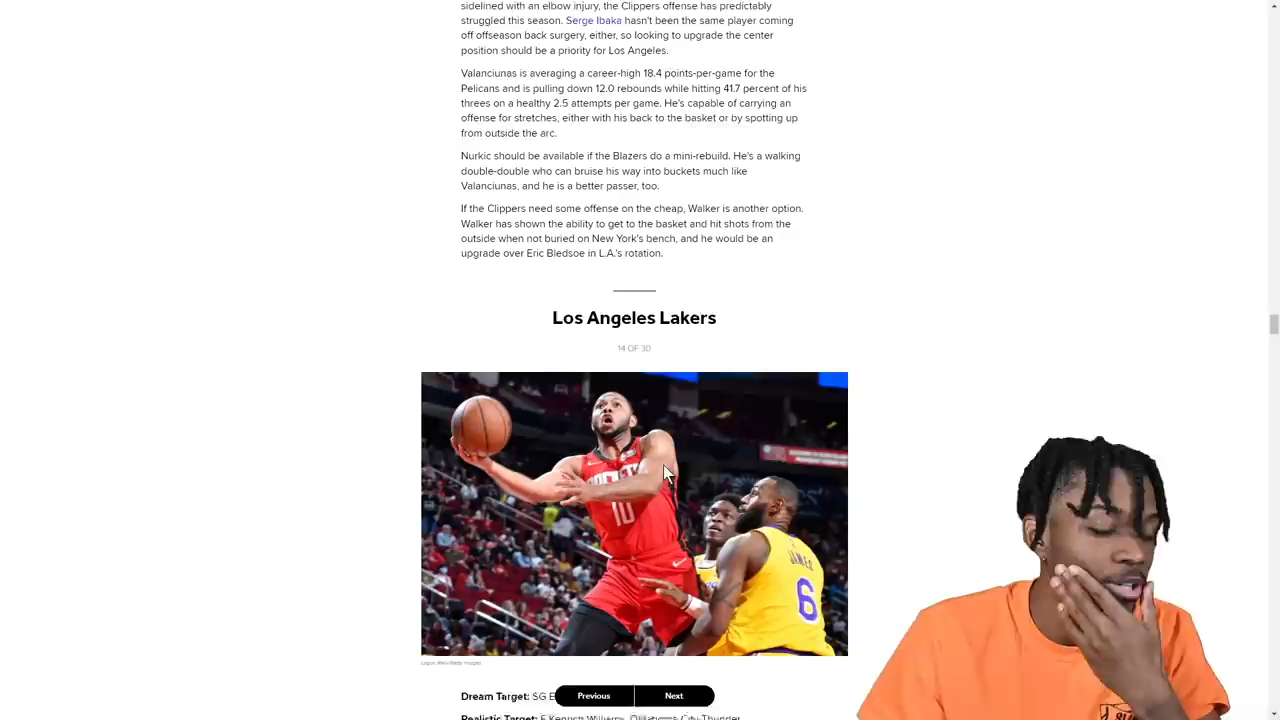 sidelined with an elbow injury, the Clippers offense has predictably
struggled this season. Serge Ibaka hasn't been the same player coming
off offseason back surgery, either, so looking to upgrade the center
position should be a priority for Los Angeles.
Valanciunas is averaging a career-high 18.4 points-per-game for the
Pelicans and is pulling down 12.0 rebounds while hitting 41.7 percent of his
threes on a healthy 2.5 attempts per game. He's capable of carrying an
offense for stretches, either with his back to the basket or by spotting up
from outside the arc.
Nurkic should be available if the Blazers do a mini-rebuild. He's a walking
double-double who can bruise his way into buckets much like
Valanciunas, and he is a better passer, too.
If the Clippers need some offense on the cheap, Walker is another option.
Walker has shown the ability to get to the basket and hit shots from the
outside when not buried on New York's bench, and he would be an
upgrade over Eric Bledsoe in L.A.'s rotation.
Los Angeles Lakers
14 OF 30
10
JAMES
6
Dream Target: SG E
Previous
Next
Realistic Target: F Kenrich Williams, Oklahoma City Thunder